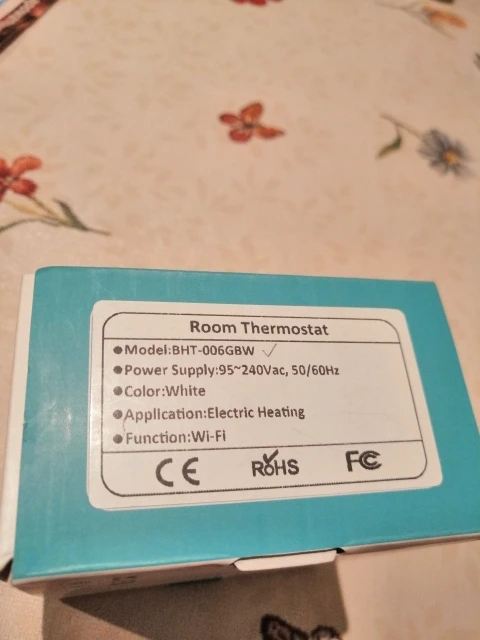 Room Thermostat
●Model:BHT-006GBW ✓
●Power Supply:95~240Vac, 50/60Hz
●Color:White
●Application:Electric Heating
●Function:Wi-Fi
CE RoHS FC